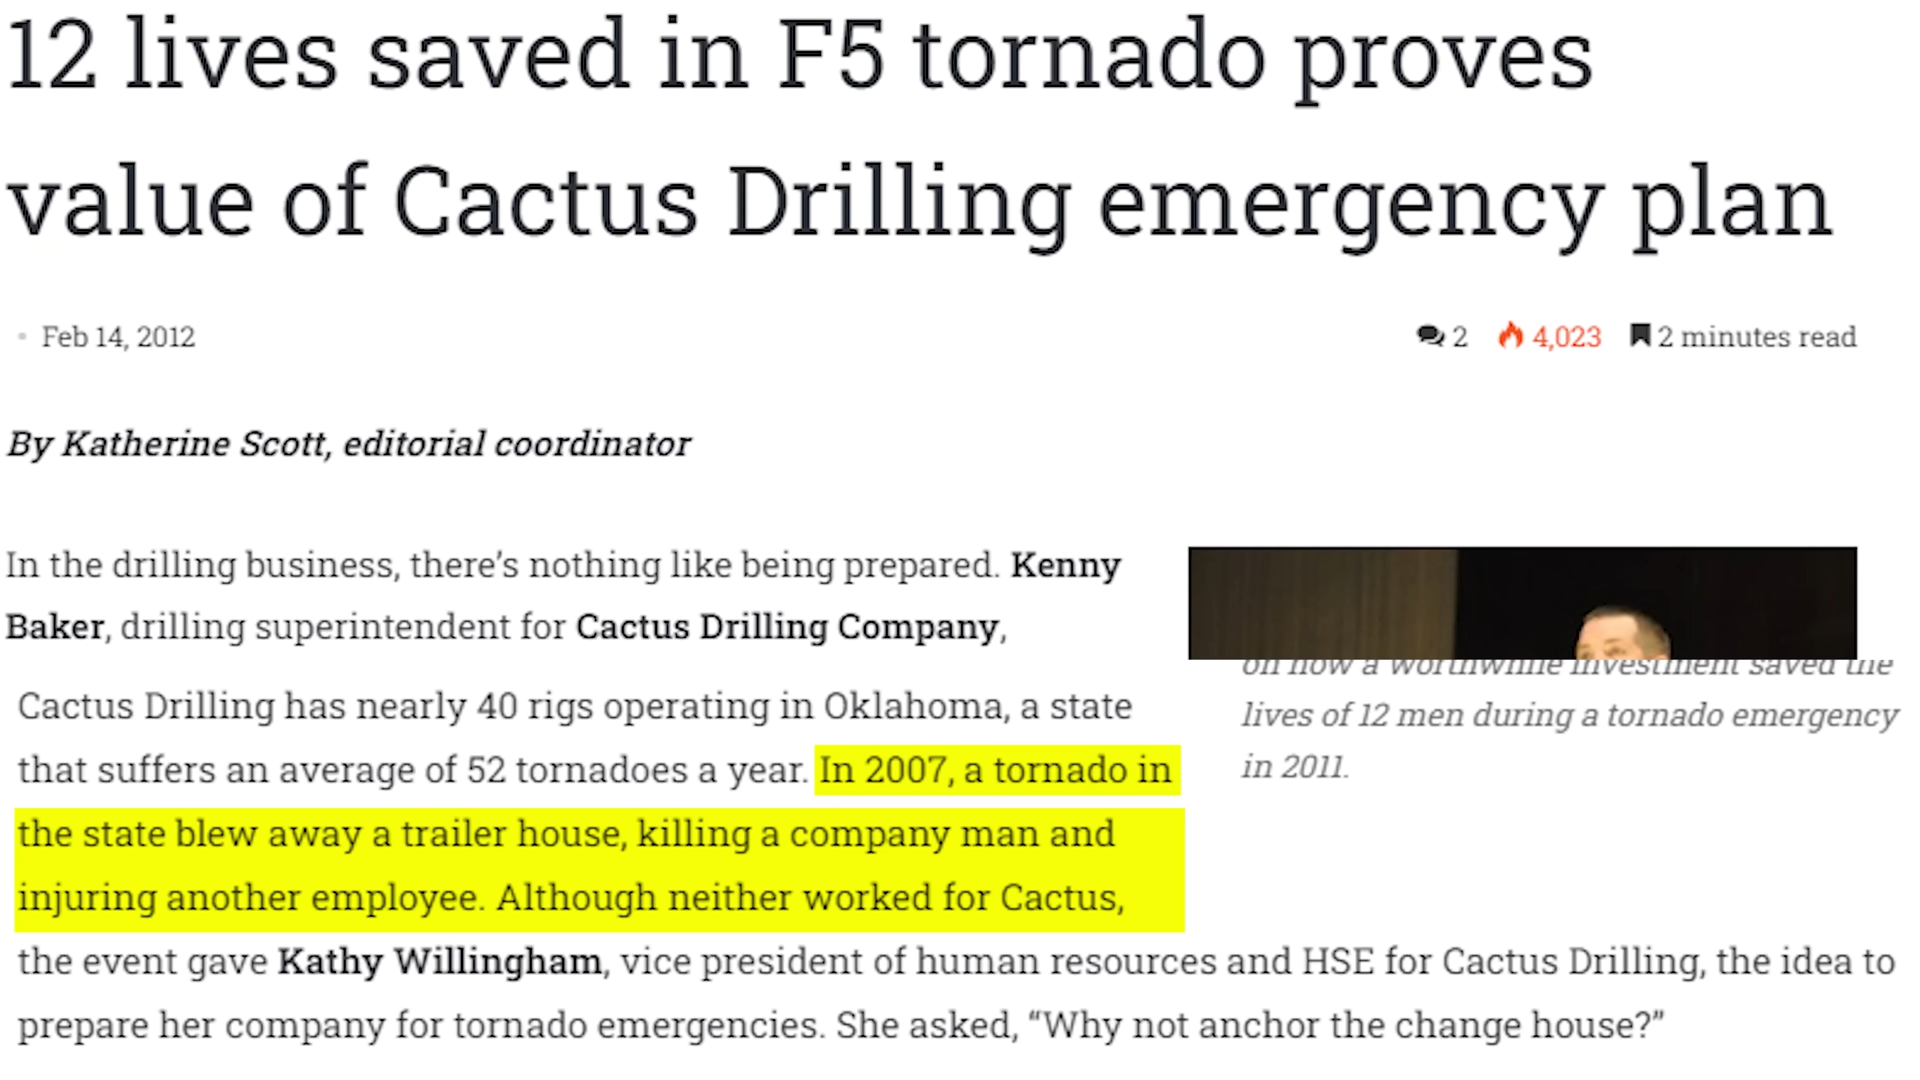 12 lives saved in F5 tornado proves
value of Cactus Drilling emergency plan
Feb 14, 2012
2 4,023 2 minutes read
By Katherine Scott, editorial coordinator
In the drilling business, there’s nothing like being prepared. Kenny
Baker, drilling superintendent for Cactus Drilling Company,
on how a worthwhile investment saved the
lives of 12 men during a tornado emergency
in 2011.
Cactus Drilling has nearly 40 rigs operating in Oklahoma, a state
that suffers an average of 52 tornadoes a year. In 2007, a tornado in
the state blew away a trailer house, killing a company man and
injuring another employee. Although neither worked for Cactus,
the event gave Kathy Willingham, vice president of human resources and HSE for Cactus Drilling, the idea to
prepare her company for tornado emergencies. She asked, “Why not anchor the change house?”